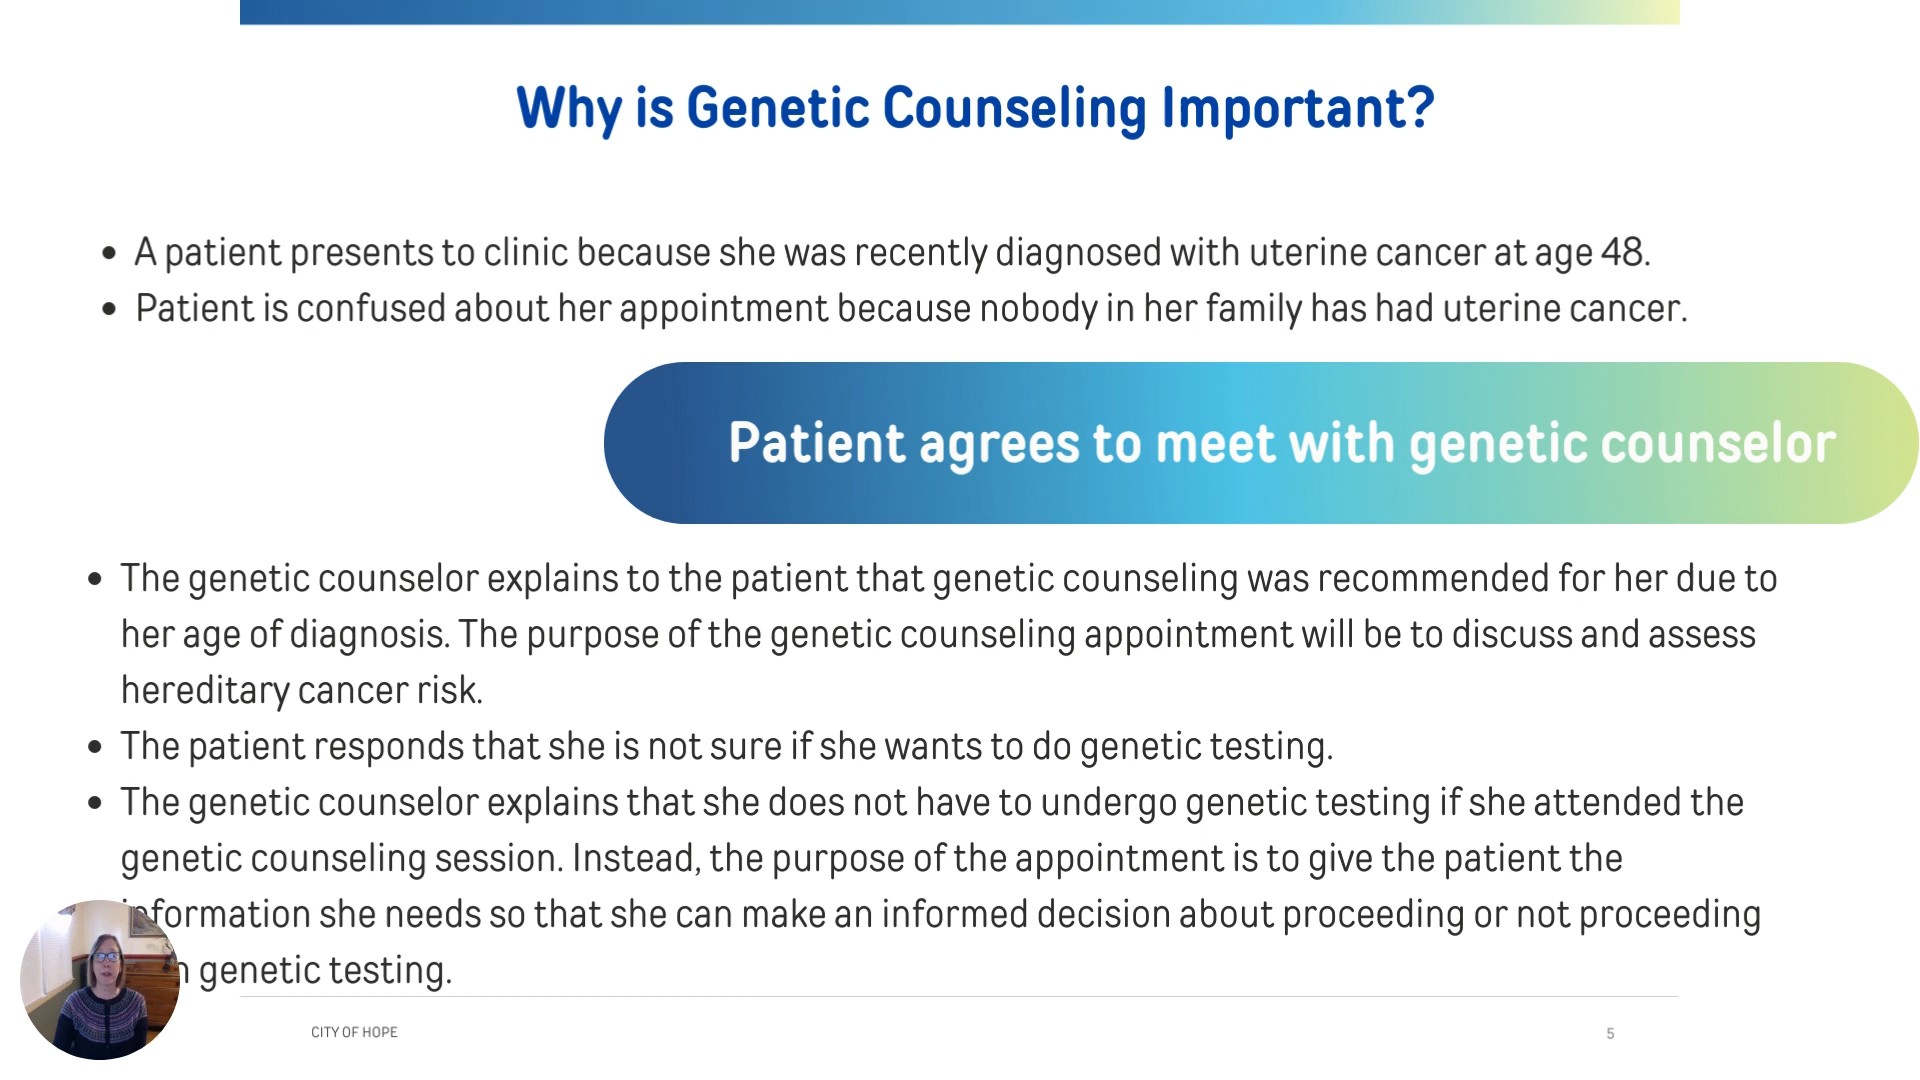 Why is Genetic Counseling Important?
• A patient presents to clinic because she was recently diagnosed with uterine cancer at age 48.
• Patient is confused about her appointment because nobody in her family has had uterine cancer.
Patient agrees to meet with genetic counselor
• The genetic counselor explains to the patient that genetic counseling was recommended for her due to
her age of diagnosis. The purpose of the genetic counseling appointment will be to discuss and assess
hereditary cancer risk.
• The patient responds that she is not sure if she wants to do genetic testing.
• The genetic counselor explains that she does not have to undergo genetic testing if she attended the
genetic counseling session. Instead, the purpose of the appointment is to give the patient the
information she needs so that she can make an informed decision about proceeding or not proceeding
genetic testing.
CITY OF HOPE
5